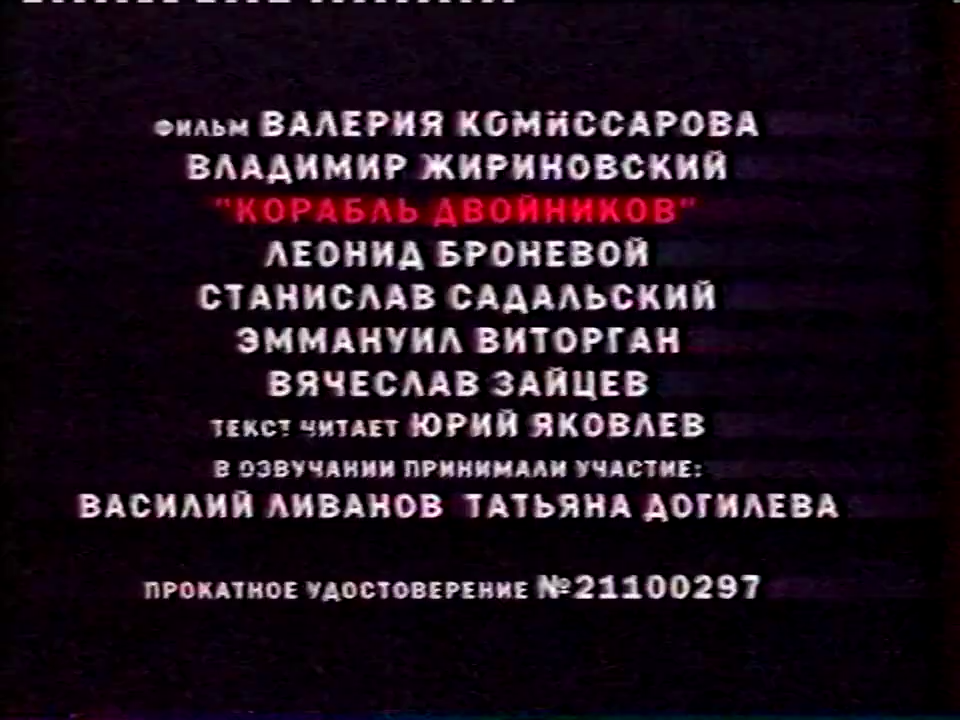 ФИЛЬМ ВАЛЕРИЯ КОМИССАРОВА
ВЛАДИМИР ЖИРИНОВСКИЙ
"КОРАБЛЬ ДВОЙНИКОВ"
ЛЕОНИД БРОНЕВОЙ
СТАНИСЛАВ САДАЛЬСКИЙ
ЭММАНУИЛ ВИТОРГАН
ВЯЧЕСЛАВ ЗАЙЦЕВ
ТЕКСТ ЧИТАЕТ ЮРИЙ ЯКОВЛЕВ
В ОЗВУЧАНИИ ПРИНИМАЛИ УЧАСТИЕ:
ВАСИЛИЙ ЛИВАНОВ ТАТЬЯНА ДОГИЛЕВА
ПРОКАТНОЕ УДОСТОВЕРЕНИЕ №21100297